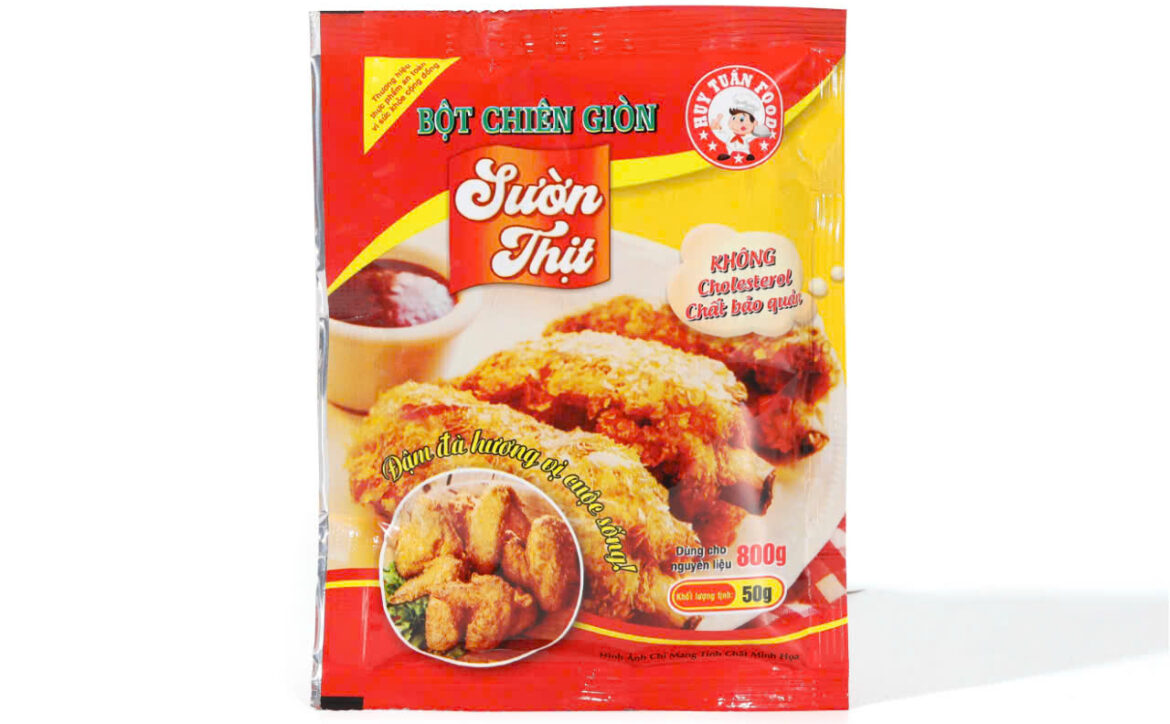 Thương hiệu
thực phẩm an toàn
vì sức khỏe cộng đồng
BỘT CHIÊN GIÒN
HUY TUẤN FOOD
Sườn
Thịt
KHÔNG
Cholesterol
Chất bảo quản
Đậm đà hương vị cuộc sống!
Dùng cho
nguyên liệu 800g
Khối lượng tịnh: 50g
Hình Ảnh Chỉ Mang Tính Chất Minh Họa